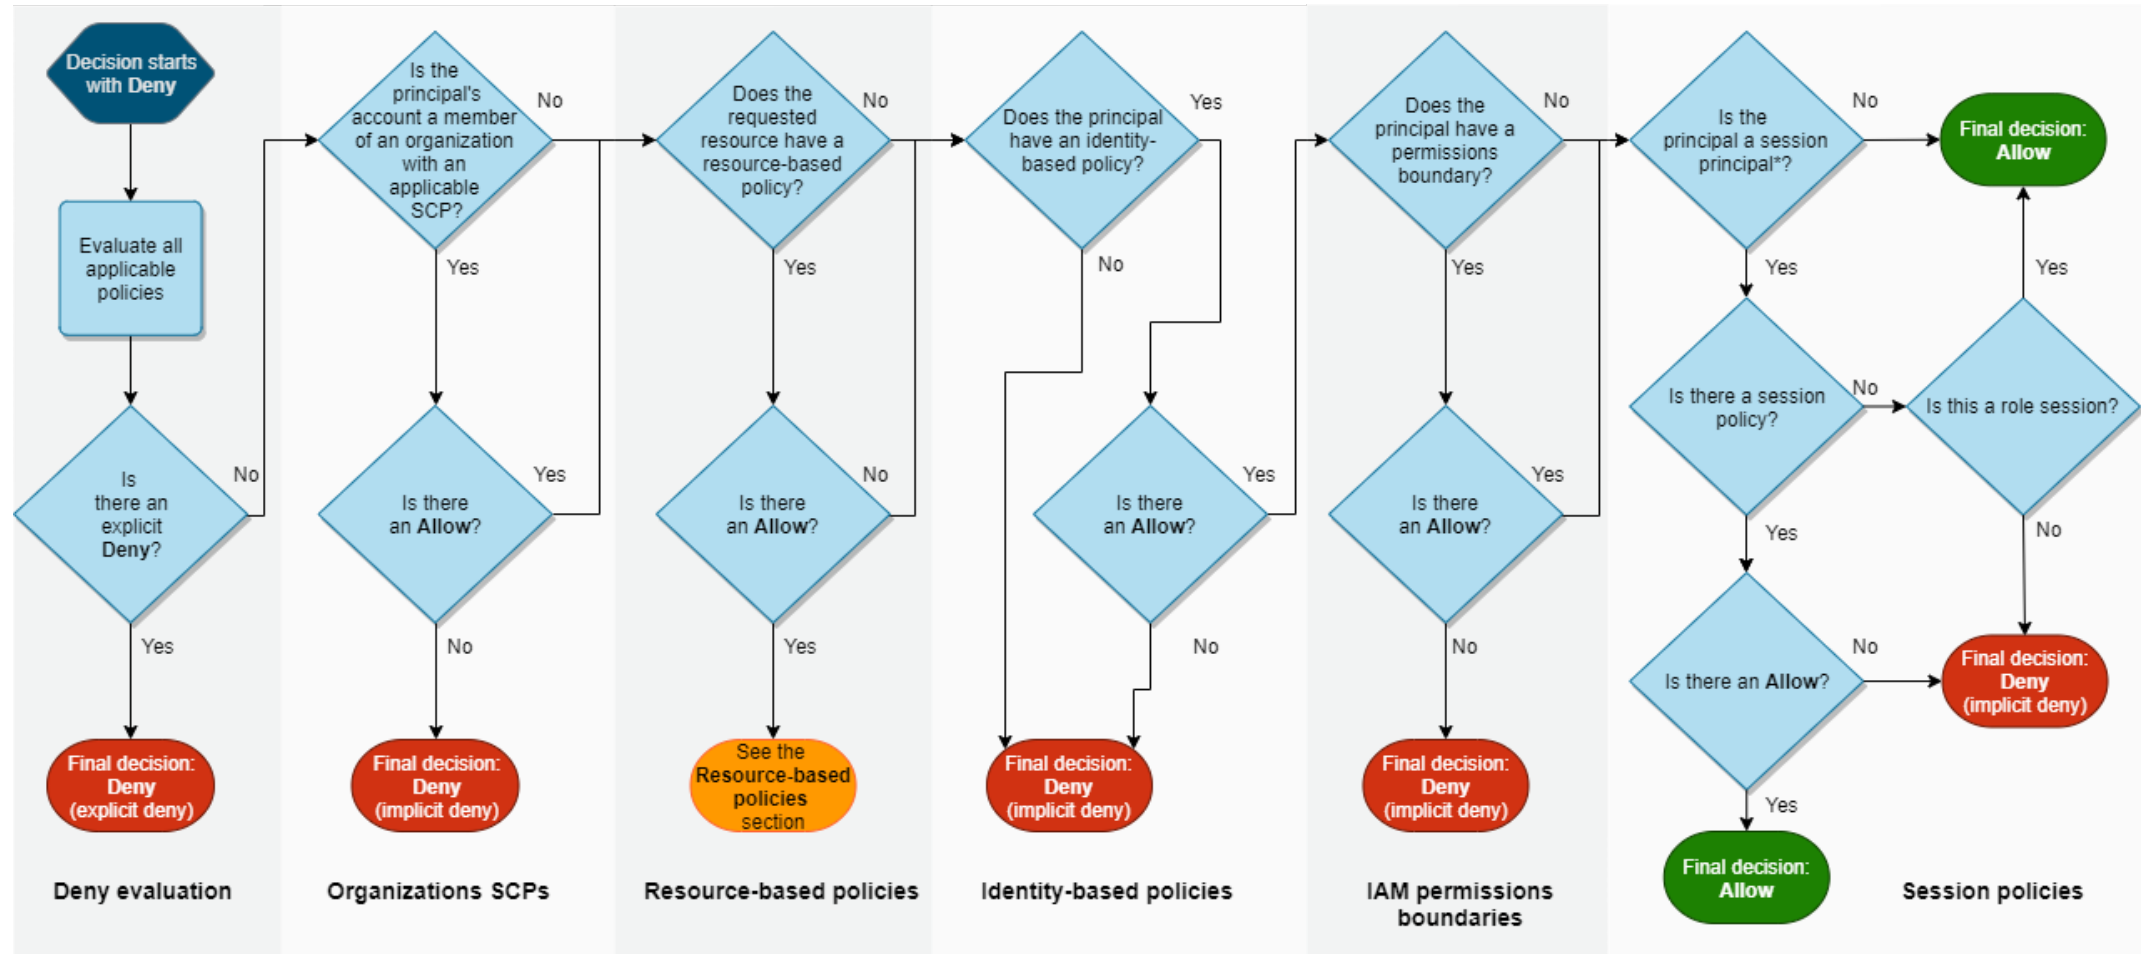 Decision starts
with Deny
Evaluate all
applicable
policies
Is
there an
explicit
Deny?
No
Yes
Final decision:
Deny
(explicit deny)
Deny evaluation
Is the
principal's
account a member
of an organization
with an
applicable
SCP?
No
Yes
Is there
an Allow?
Yes
No
Final decision:
Deny
(implicit deny)
Organizations SCPs
Does the
requested
resource have a
resource-based
policy?
No
Yes
Is there
an Allow?
No
Yes
See the
Resource-based
policies
section
Resource-based policies
Does the principal
have an identity-
based policy?
Yes
No
Is there
an Allow?
Yes
No
Final decision:
Deny
(implicit deny)
Identity-based policies
Does the
principal have a
permissions
boundary?
No
Yes
Is there
an Allow?
Yes
No
Final decision:
Deny
(implicit deny)
IAM permissions
boundaries
Is the
principal a session
principal*?
No
Final decision:
Allow
Yes
Is there a session
policy?
No
Is this a role session?
Yes
No
Yes
Is there an Allow?
No
Final decision:
Deny
(implicit deny)
Yes
Final decision:
Allow
Session policies